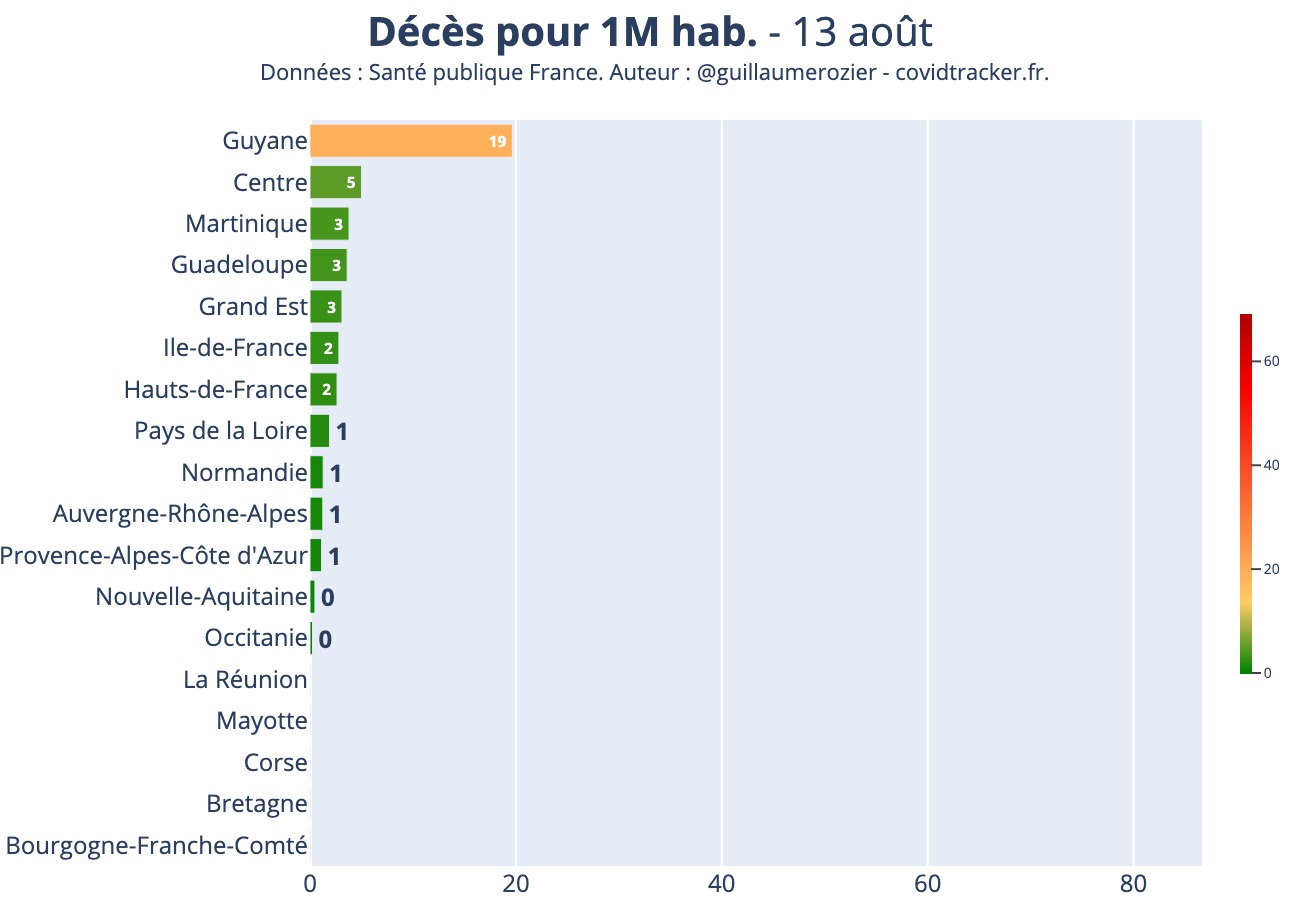 Décès pour 1M hab. - 13 août
Données : Santé publique France. Auteur : @guillaumerozier - covidtracker.fr.
Guyane 19
Centre 5
Martinique 3
Guadeloupe 3
Grand Est 3
Ile-de-France 2
Hauts-de-France 2
Pays de la Loire 1
Normandie 1
Auvergne-Rhône-Alpes 1
Provence-Alpes-Côte d'Azur 1
Nouvelle-Aquitaine 0
Occitanie 0
La Réunion
Mayotte
Corse
Bretagne
Bourgogne-Franche-Comté
0 20 40 60 80
60
40
20
0